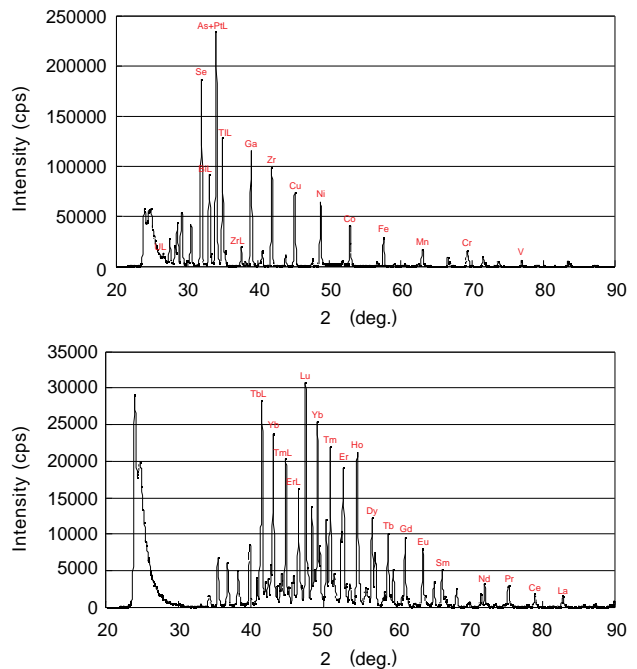 250000
200000
150000
100000
50000
0
Intensity (cps)
As+PtL
Se
TlL
BiL
Ga
Zr
Cu
Ni
Co
Fe
ZrL
Mn
Cr
V
20 30 40 50 60 70 80 90
2 (deg.)
35000
30000
25000
20000
15000
10000
5000
0
Intensity (cps)
Lu
TbL
Yb
Yb
Tm
TmL
Er
Ho
ErL
Dy
Tb
Gd
Eu
Sm
Nd
Pr
Ce
La
10 20 30 40 50 60 70 80 90
2 (deg.)